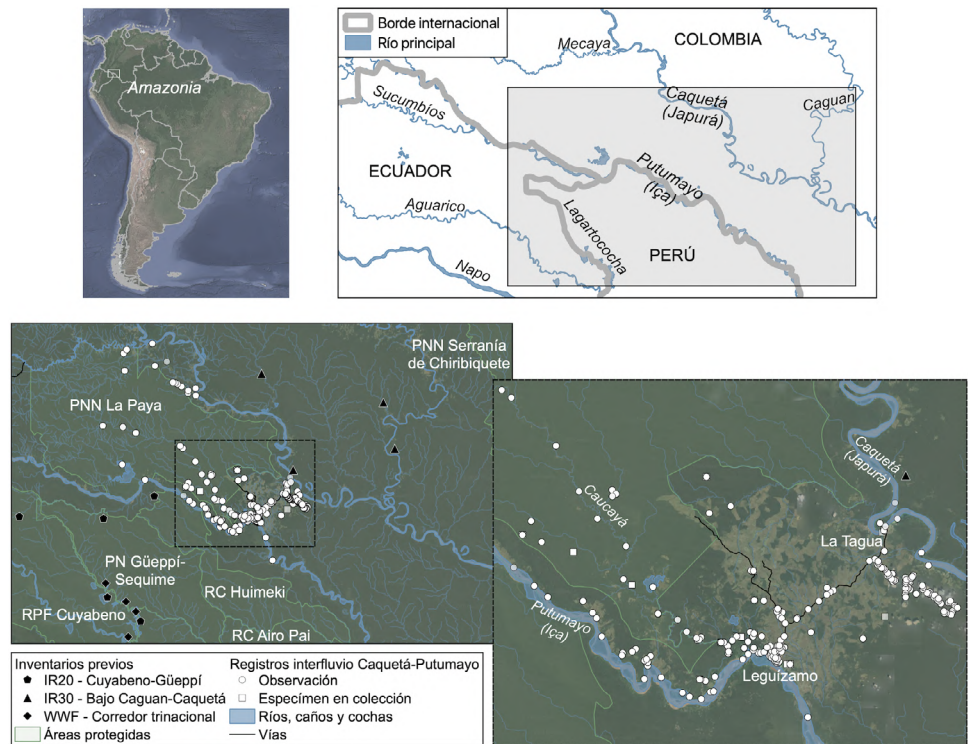 Amazonia
Borde internacional
Río principal
COLOMBIA
Mecaya
Caquetá
(Japurá)
Caguan
Sucumbíos
ECUADOR
Putumayo
(Içá)
Aguarico
Lagartococha
PERÚ
Napo
PNN Serranía
de Chiribiquete
PNN La Paya
PN Güeppí-
Sequime
RPF Cuyabeno
RC Huimeki
RC Airo Pai
Caquetá
(Japurá)
Caucayá
La Tagua
Putumayo
(Iça)
Leguízamo
Inventarios previos
IR20 - Cuyabeno-Güeppí
IR30 - Bajo Caguan-Caquetá
WWF - Corredor trinacional
Áreas protegidas
Registros interfluvio Caquetá-Putumayo
Observación
Especímen en colección
Ríos, caños y cochas
Vías